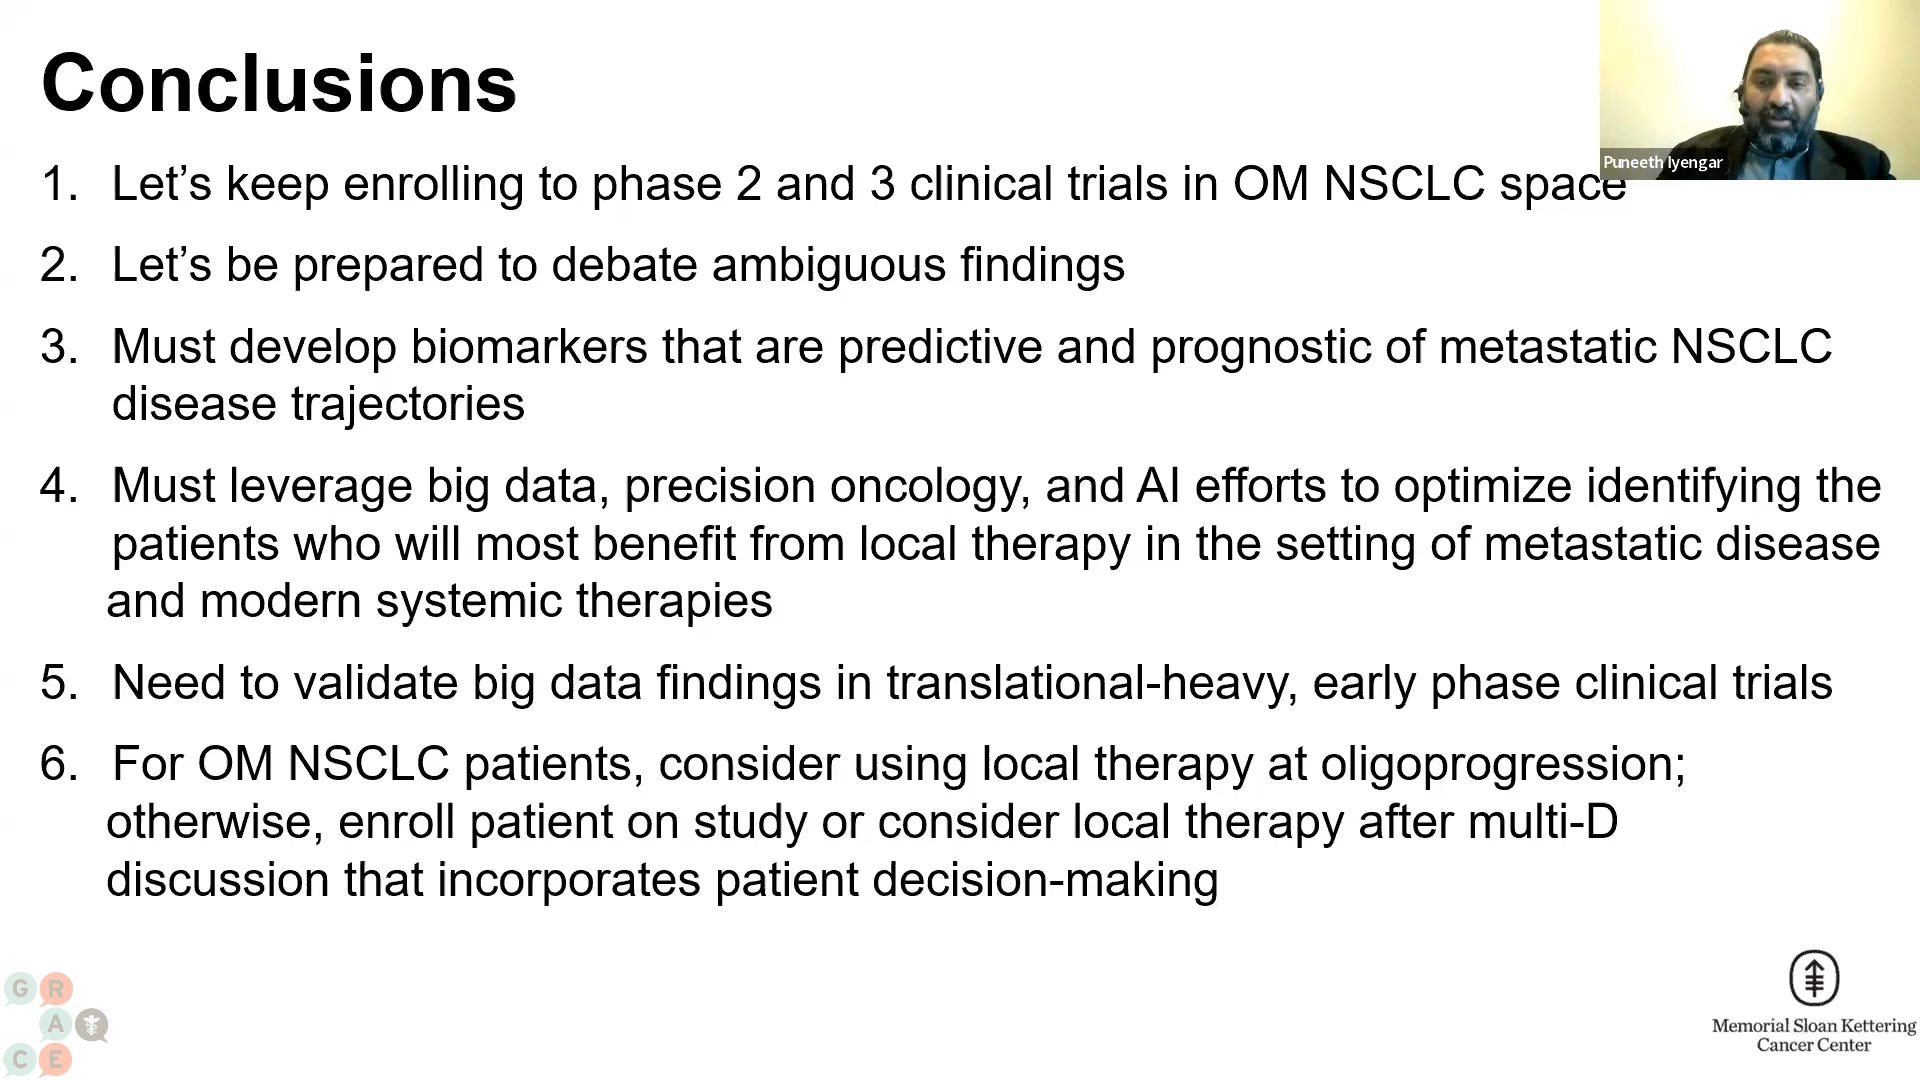 Conclusions
Puneeth Iyengar
1. Let’s keep enrolling to phase 2 and 3 clinical trials in OM NSCLC space
2. Let’s be prepared to debate ambiguous findings
3. Must develop biomarkers that are predictive and prognostic of metastatic NSCLC
disease trajectories
4. Must leverage big data, precision oncology, and AI efforts to optimize identifying the
patients who will most benefit from local therapy in the setting of metastatic disease
and modern systemic therapies
5. Need to validate big data findings in translational-heavy, early phase clinical trials
6. For OM NSCLC patients, consider using local therapy at oligoprogression;
otherwise, enroll patient on study or consider local therapy after multi-D
discussion that incorporates patient decision-making
G R
A
C E
Memorial Sloan Kettering
Cancer Center